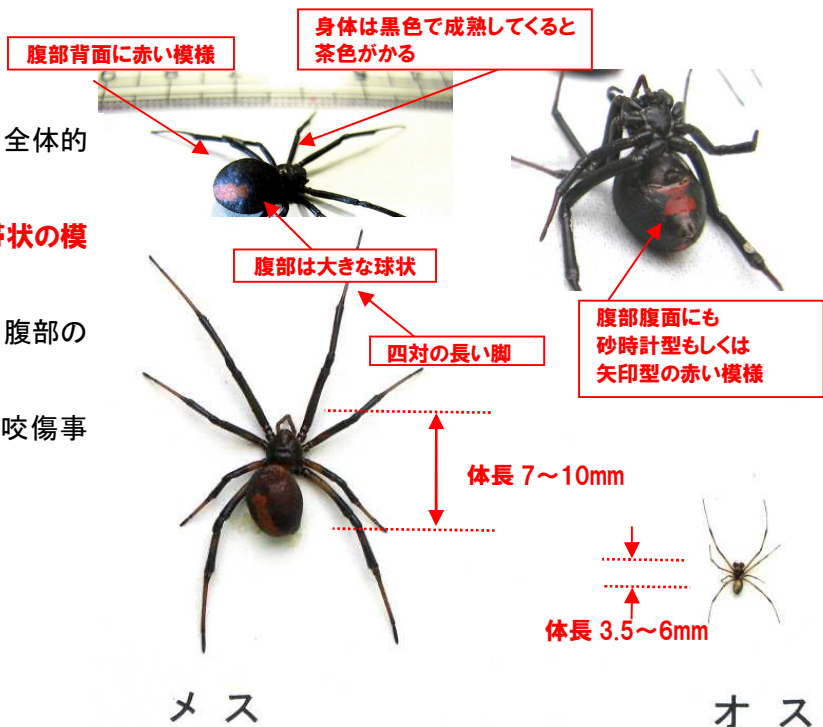 身体は黒色で成熟してくると
茶色がかる
腹部背面に赤い模様
全体的
状の模
腹部は大きな球状
腹部の
四対の長い脚
腹部腹面にも
砂時計型もしくは
矢印型の赤い模様
咬傷事
体長 7~10mm
体長 3.5~6mm
メス
オス